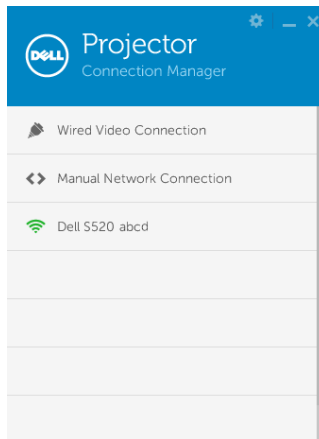 DELL
Projector
Connection Manager
Wired Video Connection
Manual Network Connection
Dell S520 abcd